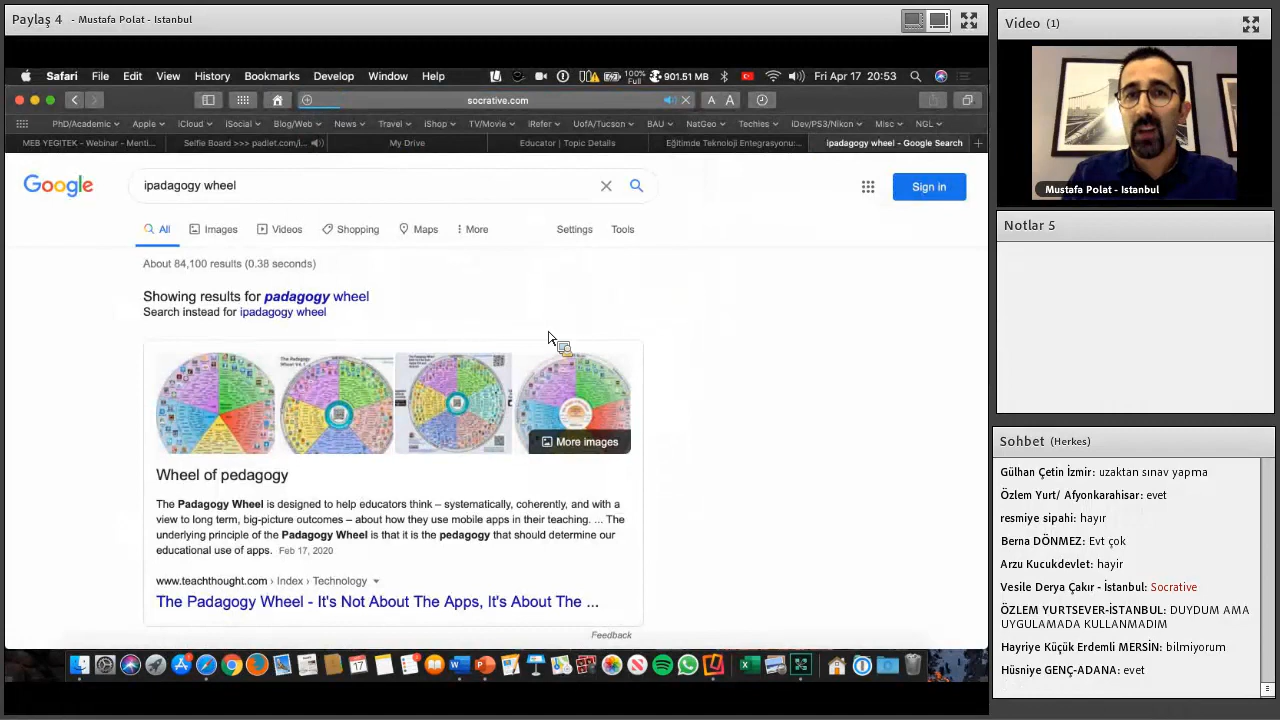 Paylaş 4 - Mustafa Polat - Istanbul
Safari File Edit View History Bookmarks Develop Window Help 100% Full 901.51 MB Fri Apr 17 20:53
socrative.com A A
PhD/Academic Apple iCloud iSocial Blog/Web News Travel iShop TV/Movie iRefer UofA/Tucson BAU NatGeo Techies iDev/PS3/Nikon Misc NGL
MEB YEGITEK - Webinar - Menti... Selfie Board >>> padlet.com/i... My Drive Educator | Topic Details Eğitimde Teknoloji Entegrasyonu:... ipadagogy wheel - Google Search
Google ipadagogy wheel Sign in
All Images Videos Shopping Maps More Settings Tools
About 84,100 results (0.38 seconds)
Showing results for padagogy wheel
Search instead for ipadagogy wheel
More images
Wheel of pedagogy
The Padagogy Wheel is designed to help educators think – systematically, coherently, and with a
view to long term, big-picture outcomes – about how they use mobile apps in their teaching. ... The
underlying principle of the Padagogy Wheel is that it is the pedagogy that should determine our
educational use of apps. Feb 17, 2020
www.teachthought.com › Index › Technology
The Padagogy Wheel - It's Not About The Apps, It's About The ...
Feedback
Video (1)
Mustafa Polat - Istanbul
Notlar 5
Sohbet (Herkes)
Gülhan Çetin İzmir: uzaktan sınav yapma
Özlem Yurt/ Afyonkarahisar: evet
resmiye sipahi: hayır
Berna DÖNMEZ: Evt çok
Arzu Kucukdevlet: hayir
Vesile Derya Çakır - İstanbul: Socrative
ÖZLEM YURTSEVER-İSTANBUL: DUYDUM AMA
UYGULAMADA KULLANMADIM
Hayriye Küçük Erdemli MERSİN: bilmiyorum
Hüsniye GENÇ-ADANA: evet